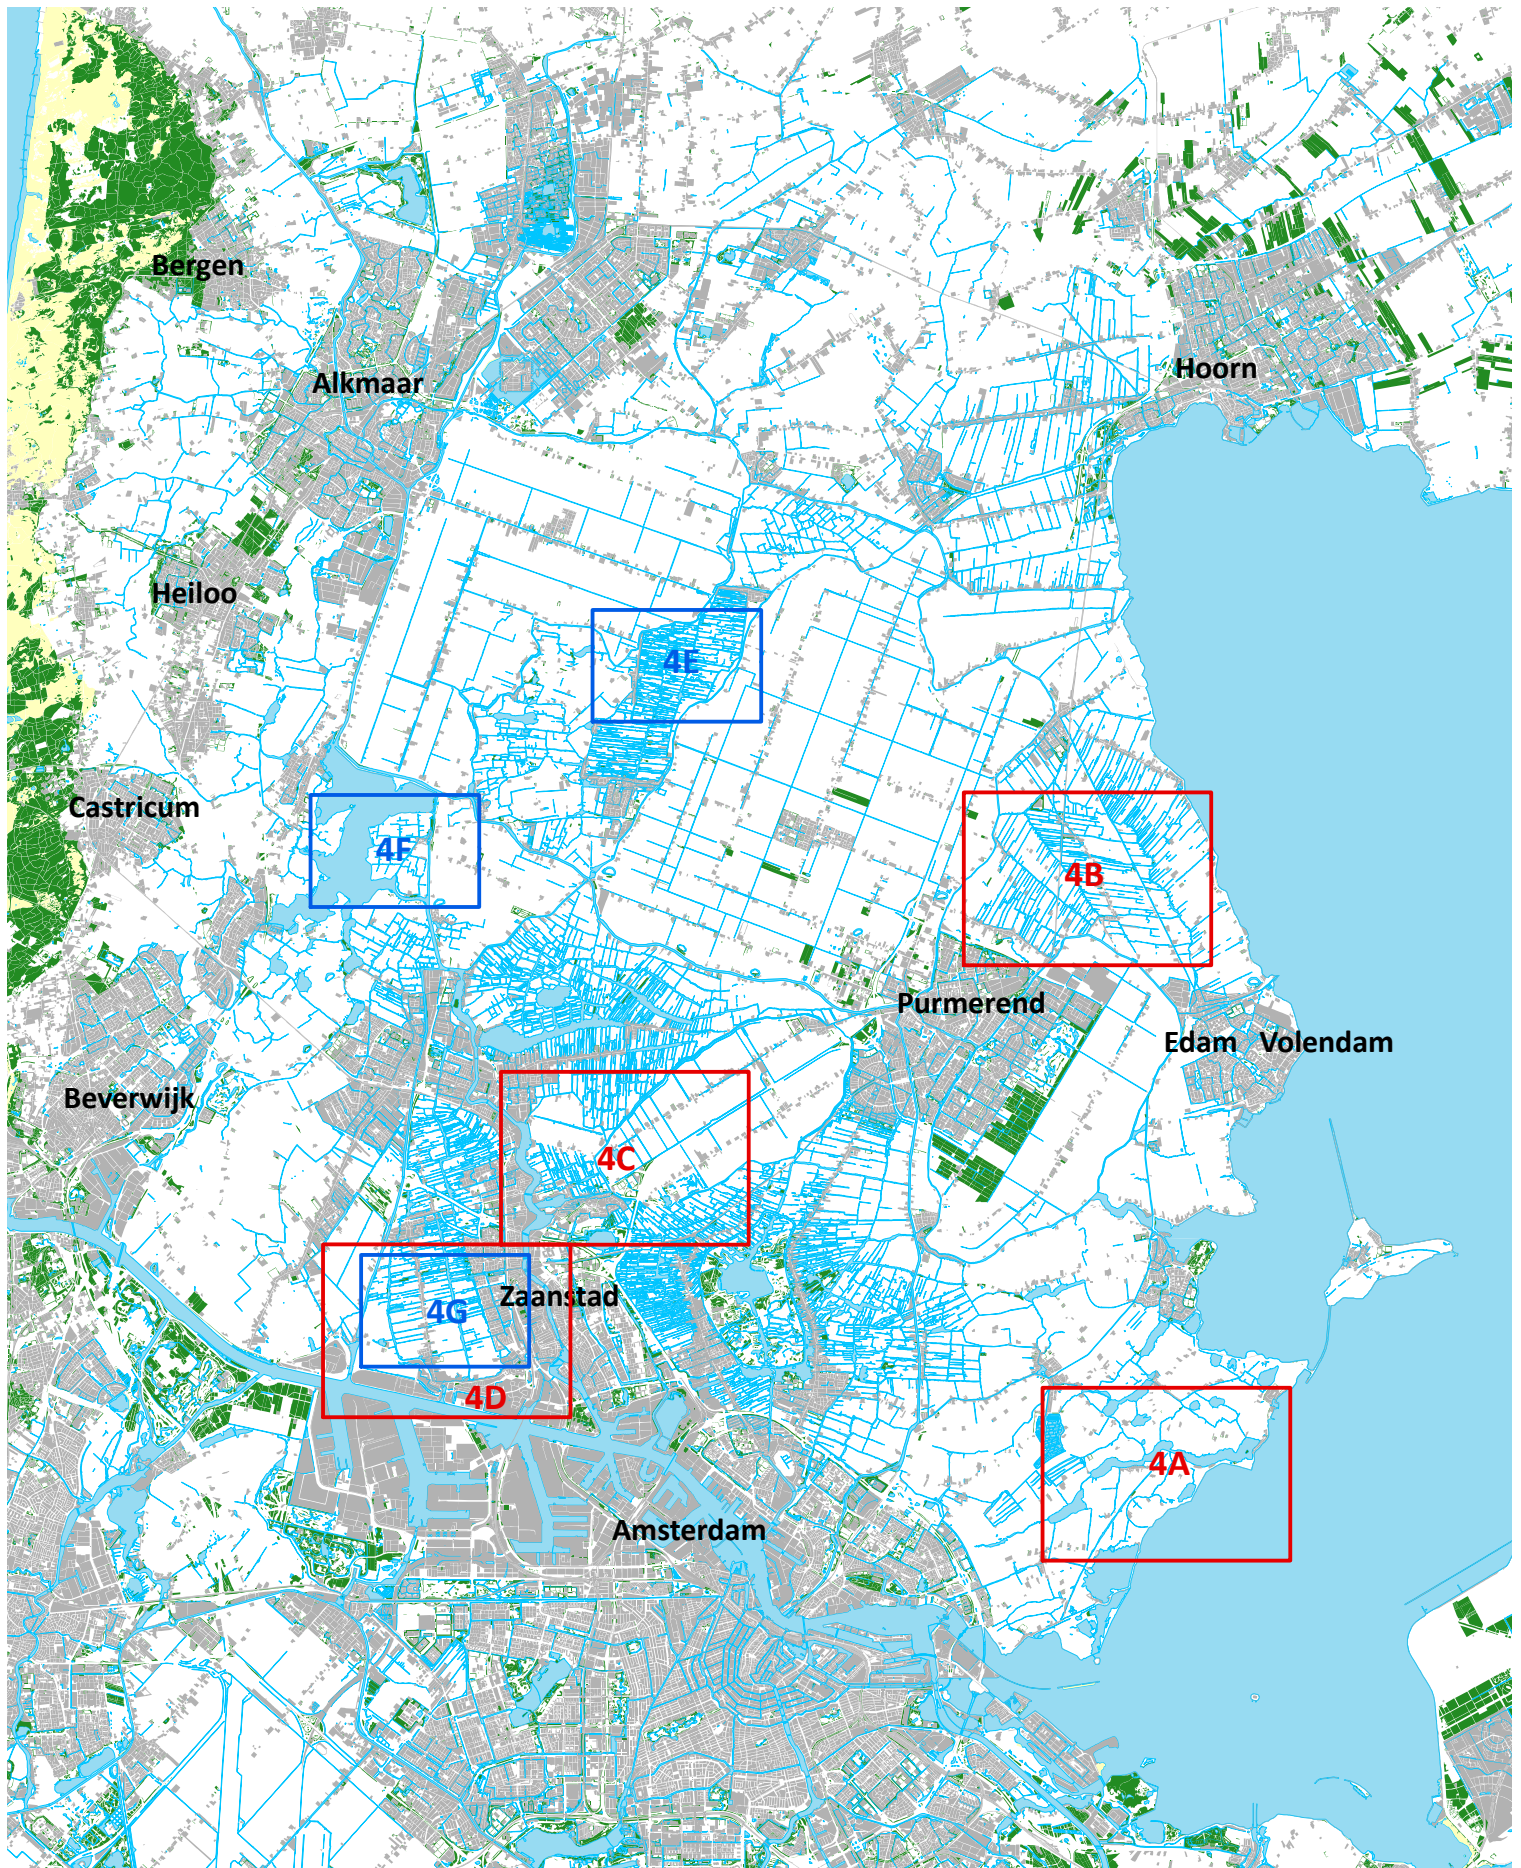 Bergen
Hoorn
Alkmaar
Heiloo
4E
Castricum
4F
4B
Purmerend
Edam Volendam
Beverwijk
4C
Zaanstad
4G
4D
4A
Amsterdam